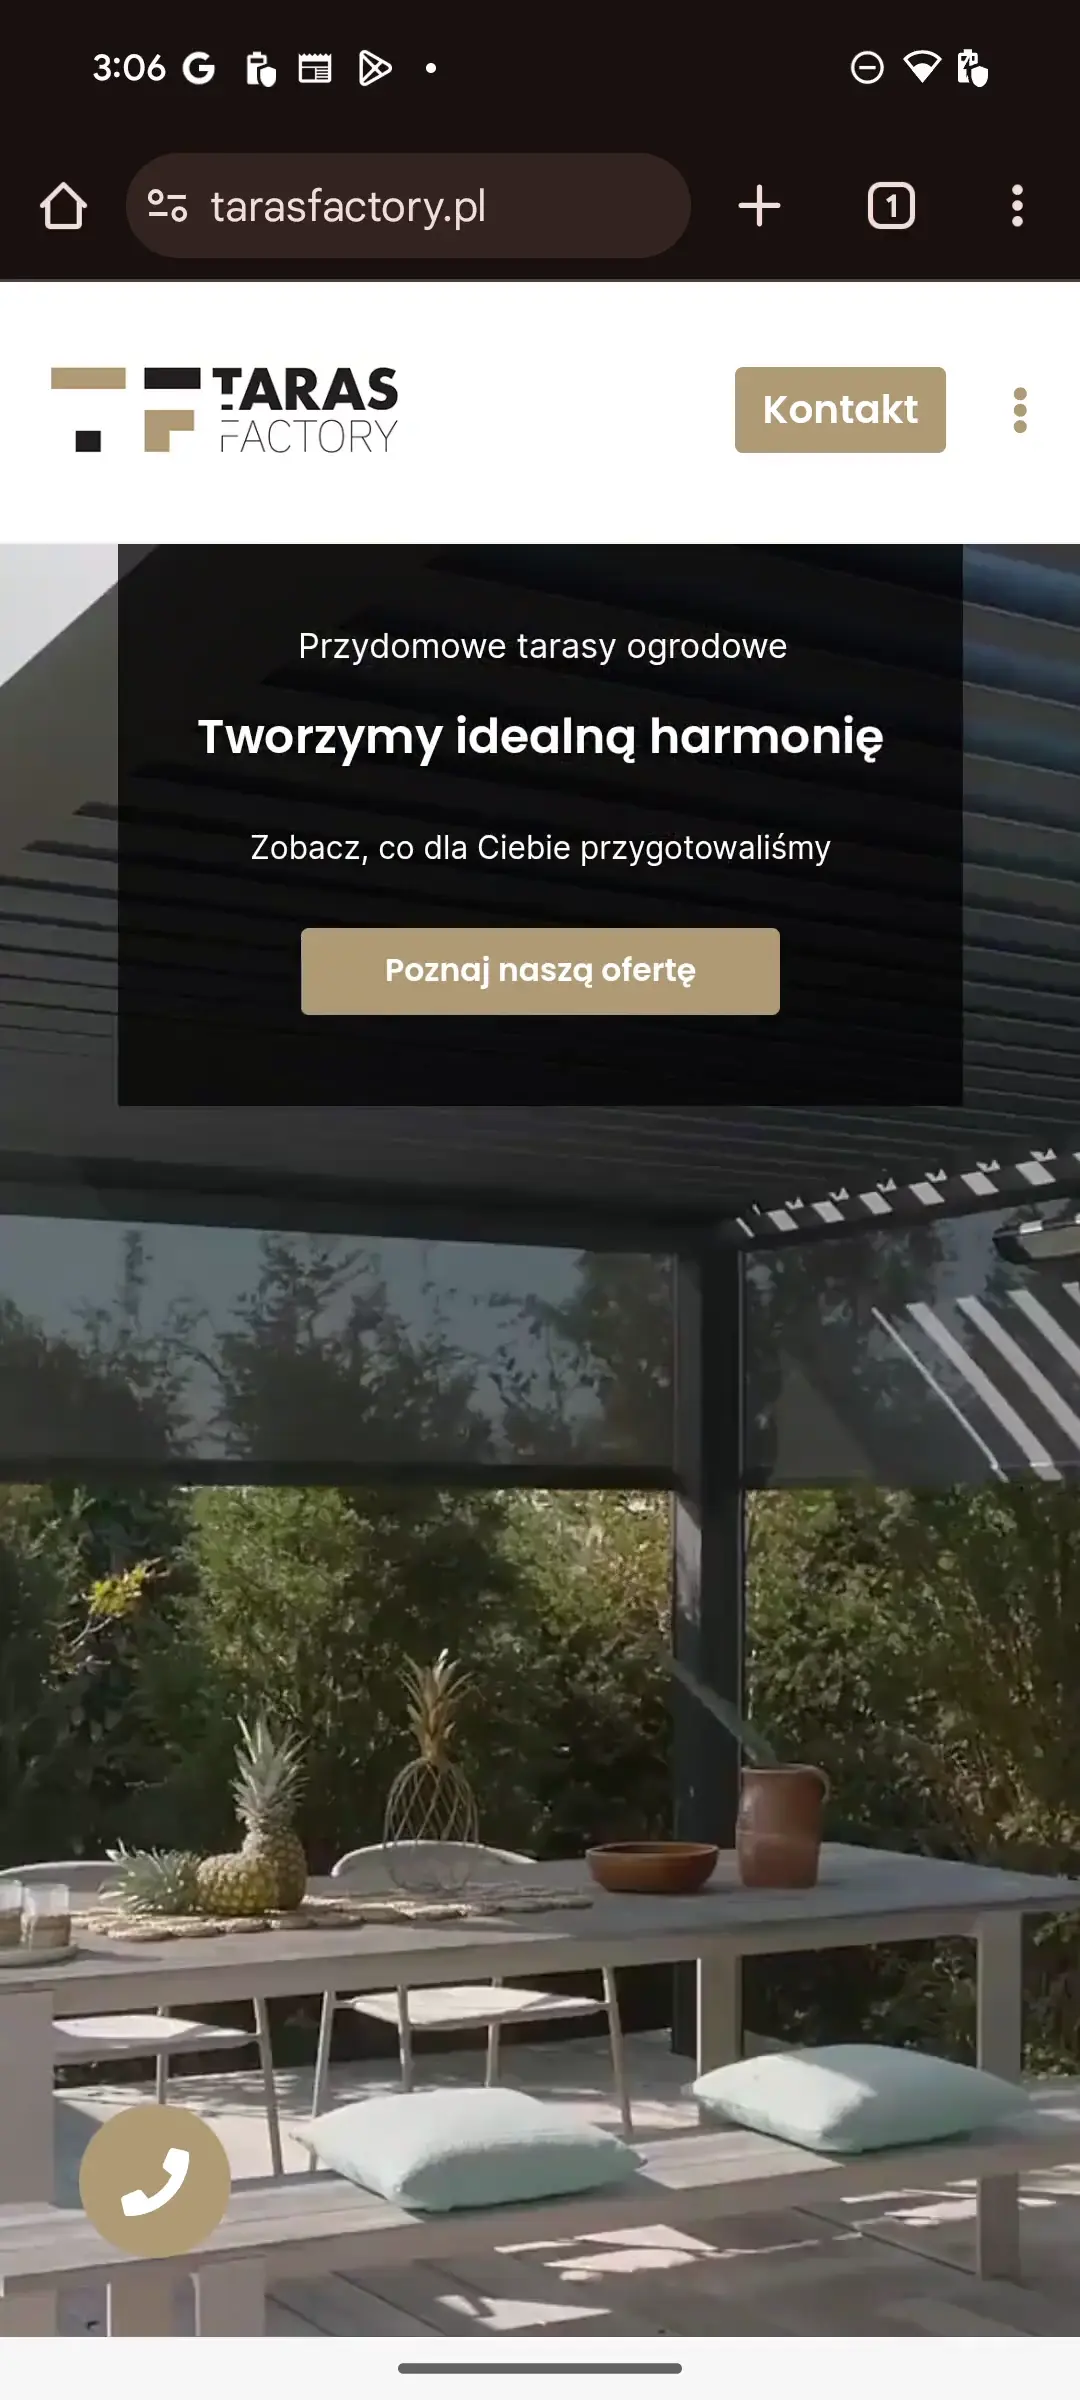 3:06
tarasfactory.pl
1
TARAS
FACTORY
Kontakt
Przydomowe tarasy ogrodowe
Tworzymy idealną harmonię
Zobacz, co dla Ciebie przygotowaliśmy
Poznaj naszą ofertę